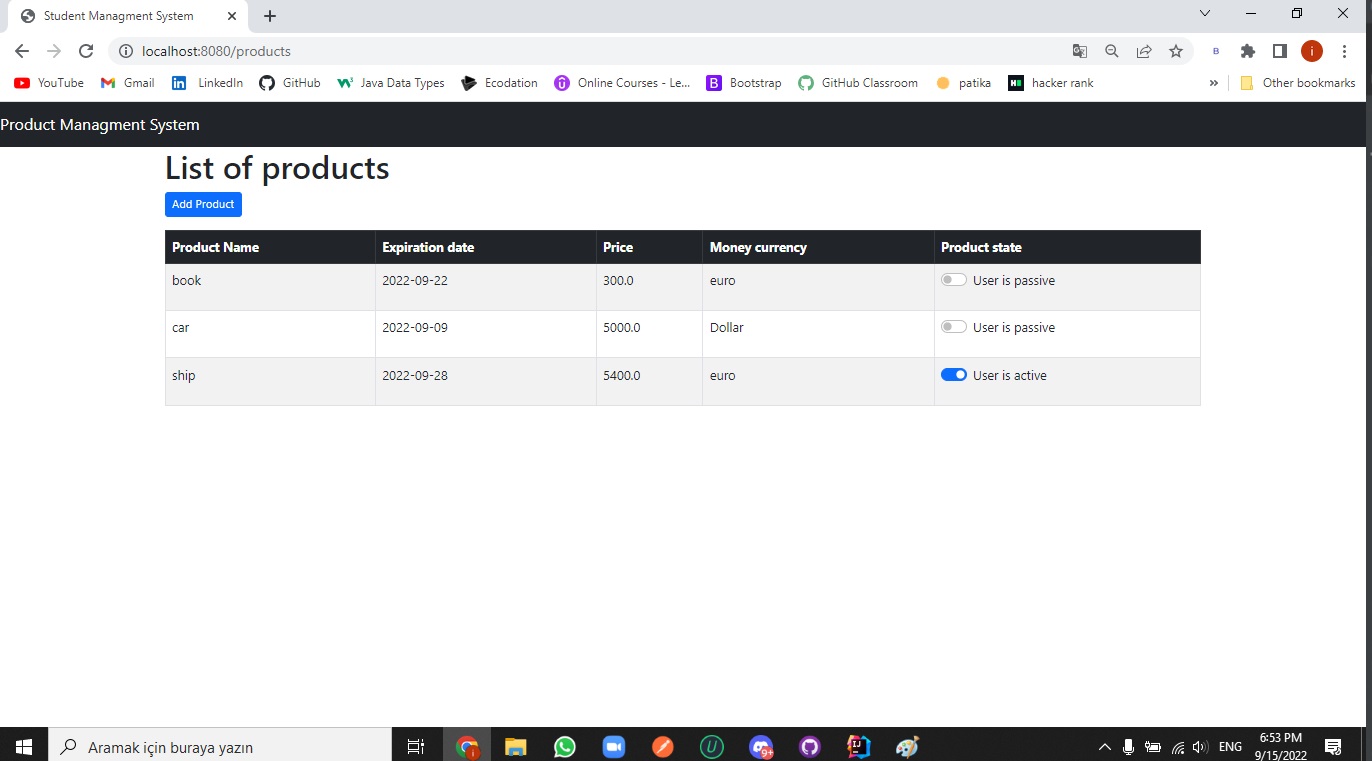 Student Managment System
localhost:8080/products
B
i
YouTube
Gmail
LinkedIn
GitHub
Java Data Types
Ecodation
Online Courses - Le...
B
Bootstrap
GitHub Classroom
patika
hacker rank
»
Other bookmarks
Product Managment System
List of products
Add Product
Product Name Expiration date Price Money currency Product state
book 2022-09-22 300.0 euro User is passive
car 2022-09-09 5000.0 Dollar User is passive
ship 2022-09-28 5400.0 euro User is active
Aramak için buraya yazın
9+
IJ
ENG
6:53 PM
9/15/2022